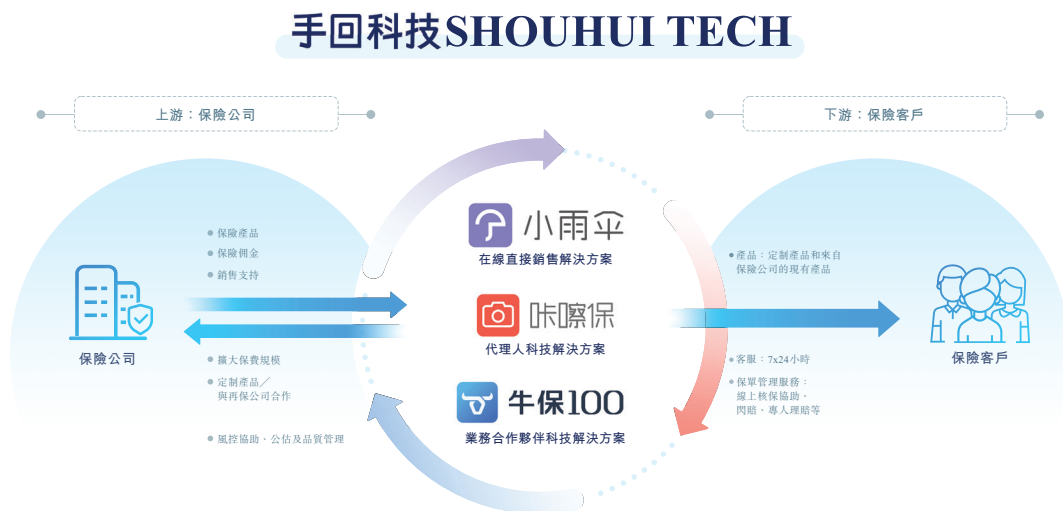 手回科技SHOUHUI TECH
上游：保險公司
下游：保險客戶
保險產品
保險佣金
銷售支持
保險公司
擴大保費規模
定制產品／
與再保公司合作
風控協助、公估及品質管理
小雨伞
在線直接銷售解決方案
咔嚓保
代理人科技解決方案
牛保100
業務合作夥伴科技解決方案
產品：定制產品和來自
保險公司的現有產品
保險客戶
客服：7x24小時
保單管理服務：
線上核保協助、
閃賠、專人理賠等